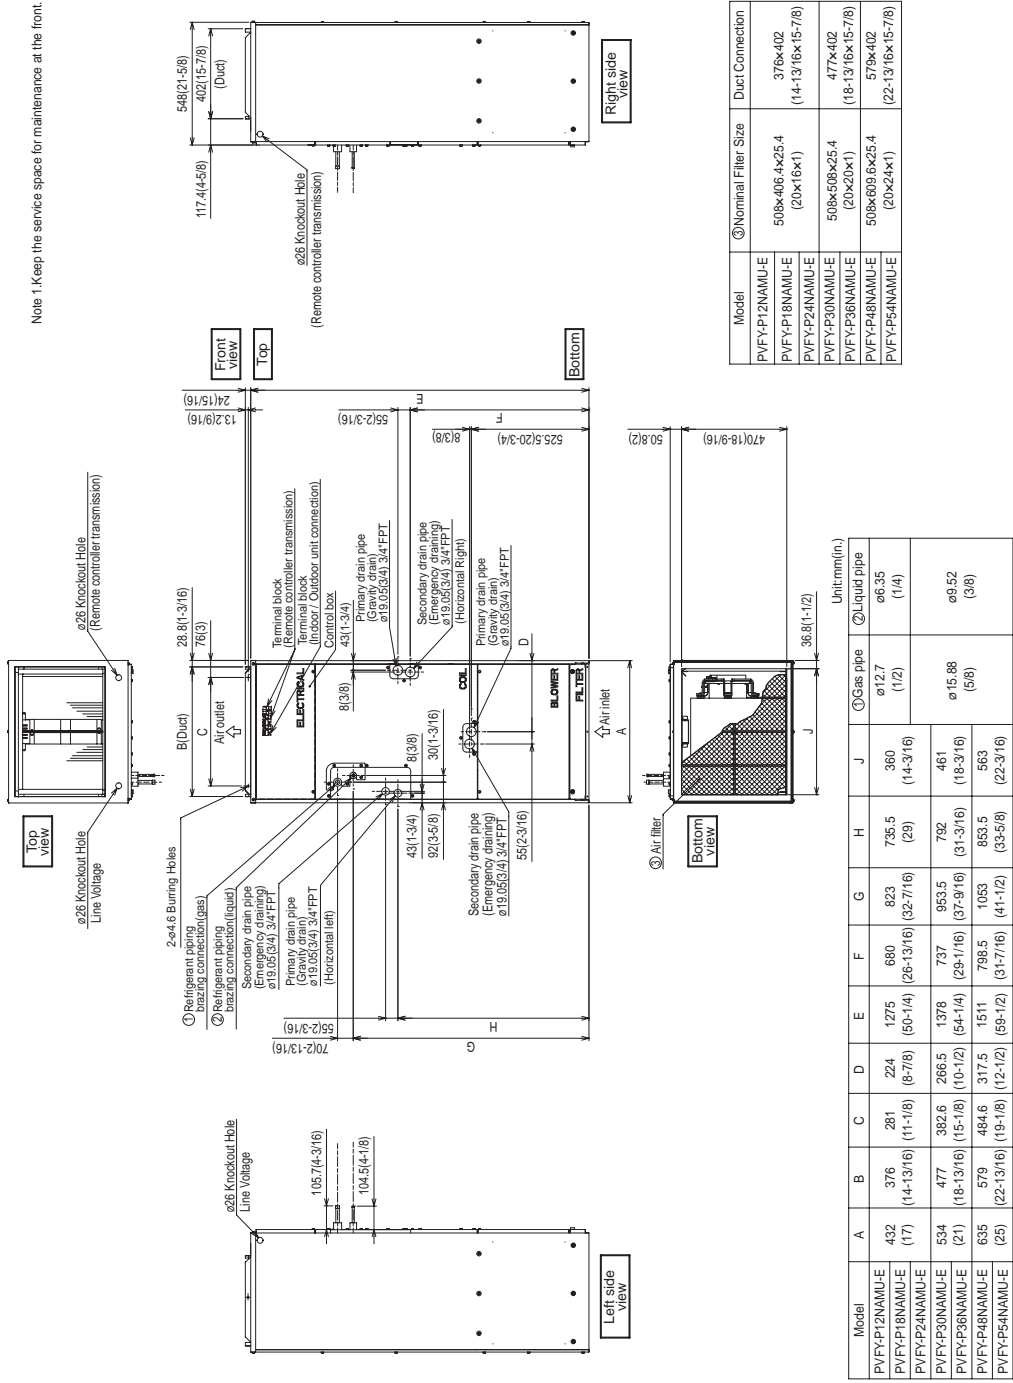 Note 1.Keep the service space for maintenance at the front.
Top
view
ø26 Knockout Hole
Line Voltage
ø26 Knockout Hole
(Remote controller transmission)
Left side
view
ø26 Knockout Hole
Line Voltage
105.7(4-3/16)
104.5(4-1/8)
Front
view
Top
Bottom
2-ø4.6 Burring Holes
① Refrigerant piping
brazing connection(gas)
② Refrigerant piping
brazing connection(liquid)
Secondary drain pipe
(Emergency draining)
ø19.05(3/4) 3/4"FPT
Primary drain pipe
(Gravity drain)
ø19.05(3/4) 3/4"FPT
(Horizontal left)
55(2-3/16)
70(2-13/16)
H
G
B(Duct)
C
Air outlet
28.8(1-3/16)
76(3)
Terminal block
(Remote controller transmission)
Terminal block
(Indoor / Outdoor unit connection)
Control box
43(1-3/4)
Primary drain pipe
(Gravity drain)
ø19.05(3/4) 3/4"FPT
8(3/8)
Secondary drain pipe
(Emergency draining)
ø19.05(3/4) 3/4"FPT
(Horizontal Right)
Primary drain pipe
(Gravity drain)
ø19.05(3/4) 3/4"FPT
D
ELECTRICAL
COIL
BLOWER
FILTER
8(3/8)
30(1-3/16)
43(1-3/4)
92(3-5/8)
Secondary drain pipe
(Emergency draining)
ø19.05(3/4) 3/4"FPT
55(2-3/16)
Air inlet
A
24(15/16)
13.2(9/16)
E
55(2-3/16)
F
8(3/8)
525.5(20-3/4)
Right side
view
548(21-5/8)
402(15-7/8)
(Duct)
117.4(4-5/8)
ø26 Knockout Hole
(Remote controller transmission)
Bottom
view
③ Air filter
50.8(2)
470(18-9/16)
36.8(1-1/2)
J
Unit:mm(in.)
Model A B C D E F G H J ①Gas pipe ②Liquid pipe
PVFY-P12NAMU-E
PVFY-P18NAMU-E
PVFY-P24NAMU-E
432 376 281 224 1275 680 823 735.5 360
(17) (14-13/16) (11-1/8) (8-7/8) (50-1/4) (26-13/16) (32-7/16) (29) (14-3/16)
ø12.7 ø6.35
(1/2) (1/4)
PVFY-P30NAMU-E
PVFY-P36NAMU-E
534 477 382.6 266.5 1378 737 953.5 792 461
(21) (18-13/16) (15-1/8) (10-1/2) (54-1/4) (29-1/16) (37-9/16) (31-3/16) (18-3/16)
ø15.88 ø9.52
(5/8) (3/8)
PVFY-P48NAMU-E
PVFY-P54NAMU-E
635 579 484.6 317.5 1511 798.5 1053 853.5 563
(25) (22-13/16) (19-1/8) (12-1/2) (59-1/2) (31-7/16) (41-1/2) (33-5/8) (22-3/16)
Model ③Nominal Filter Size Duct Connection
PVFY-P12NAMU-E
PVFY-P18NAMU-E
PVFY-P24NAMU-E
508×406.4×25.4 376×402
(20×16×1) (14-13/16×15-7/8)
PVFY-P30NAMU-E 508×508×25.4 477×402
PVFY-P36NAMU-E (20×20×1) (18-13/16×15-7/8)
PVFY-P48NAMU-E 508×609.6×25.4 579×402
PVFY-P54NAMU-E (20×24×1) (22-13/16×15-7/8)